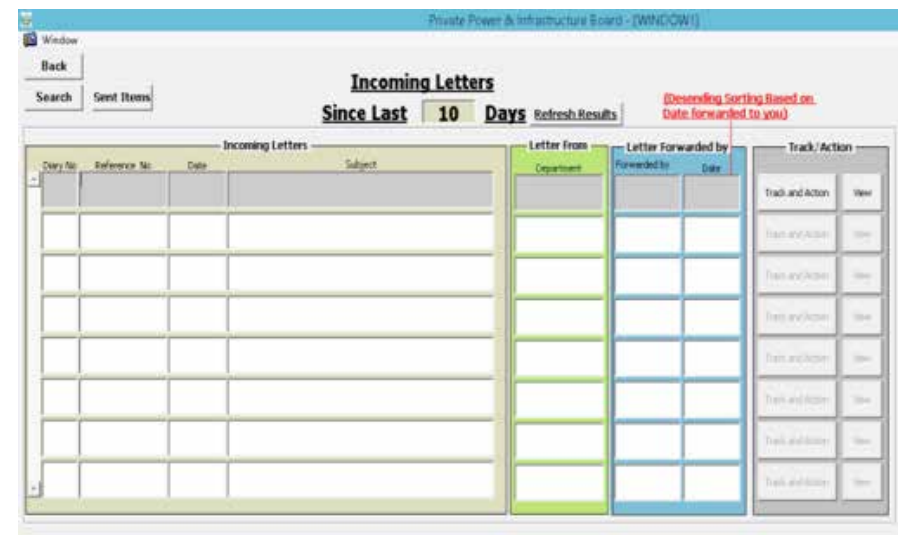 Private Power & Infrastructure Board - [WINDOW1]
Window
Back
Search Sent Items
Incoming Letters
Since Last 10 Days Refresh Results
(Desending Sorting Based on
Date forwarded to you)
Incoming Letters Letter From Letter Forwarded by Track/Action
Diary No Reference No Date Subject Department Forwarded by Date
Track and Action View
Track and Action View
Track and Action View
Track and Action View
Track and Action View
Track and Action View
Track and Action View
Track and Action View